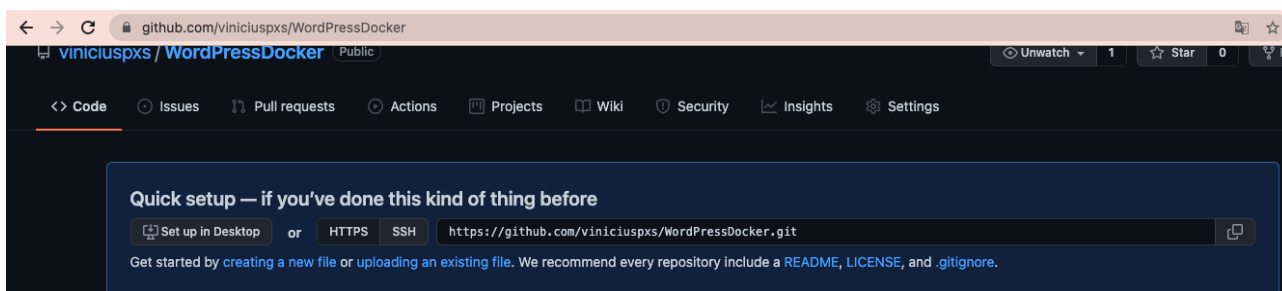 github.com/viniciuspxs/WordPressDocker
viniuspxs / WordPressDocker Public Unwatch 1 Star 0
Code Issues Pull requests Actions Projects Wiki Security Insights Settings
Quick setup — if you've done this kind of thing before
Set up in Desktop or HTTPS SSH https://github.com/viniciuspxs/WordPressDocker.git
Get started by creating a new file or uploading an existing file. We recommend every repository include a README, LICENSE, and .gitignore.